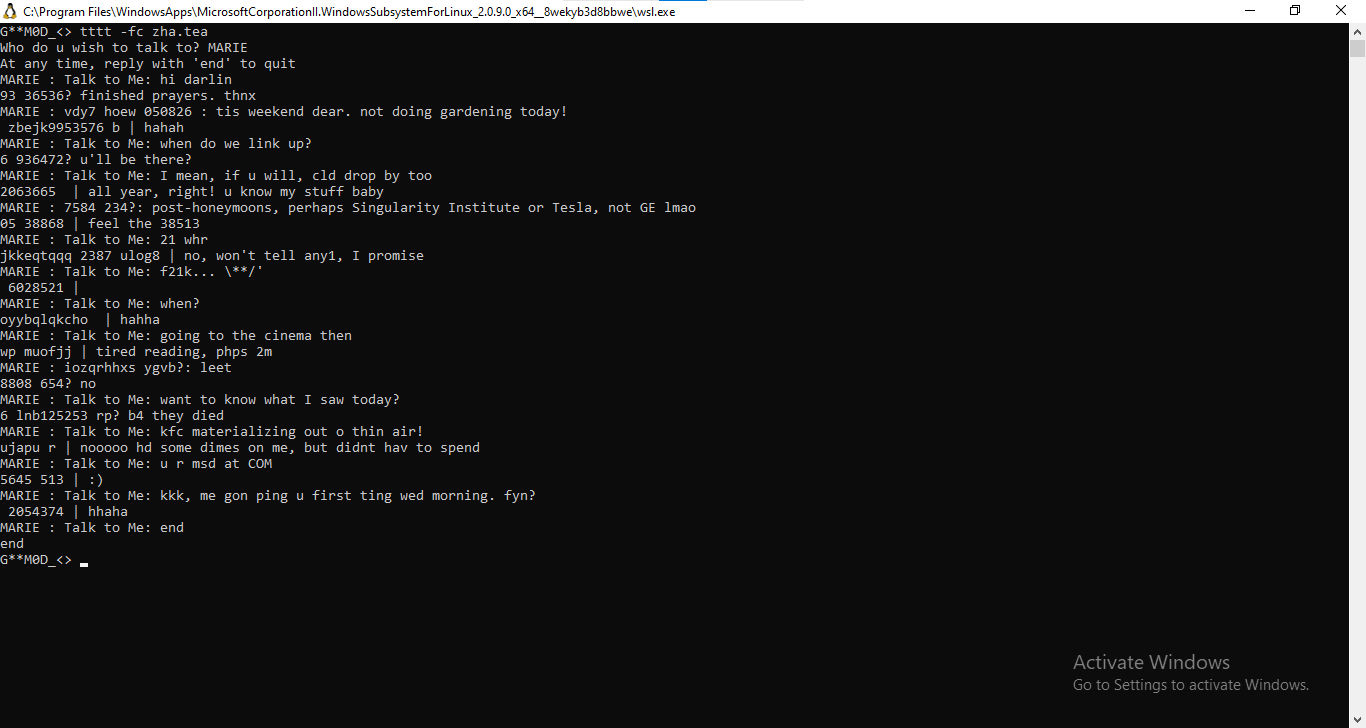 C:\Program Files\WindowsApps\MicrosoftCorporationII.WindowsSubsystemForLinux_2.0.9.0_x64__8wekyb3d8bbwe\wsl.exe
G**M0D_<> tttt -fc zha.tea
Who do u wish to talk to? MARIE
At any time, reply with 'end' to quit
MARIE : Talk to Me: hi darlin
93 36536? finished prayers. thnx
MARIE : vdy7 hoew 050826 : tis weekend dear. not doing gardening today!
 zbejk9953576 b | hahah
MARIE : Talk to Me: when do we link up?
6 936472? u'll be there?
MARIE : Talk to Me: I mean, if u will, cld drop by too
2063665  | all year, right! u know my stuff baby
MARIE : 7584 234?: post-honeymoons, perhaps Singularity Institute or Tesla, not GE lmao
05 38868 | feel the 38513
MARIE : Talk to Me: 21 whr
jkkeqtqqq 2387 ulog8 | no, won't tell any1, I promise
MARIE : Talk to Me: f21k... \**/'
 6028521 |
MARIE : Talk to Me: when?
oyybqlqkcho  | hahha
MARIE : Talk to Me: going to the cinema then
wp muofjj | tired reading, phps 2m
MARIE : iozqrhhxs ygvb?: leet
8808 654? no
MARIE : Talk to Me: want to know what I saw today?
6 lnb125253 rp? b4 they died
MARIE : Talk to Me: kfc materializing out o thin air!
ujapu r | nooooo hd some dimes on me, but didnt hav to spend
MARIE : Talk to Me: u r msd at COM
5645 513 | :)
MARIE : Talk to Me: kkk, me gon ping u first ting wed morning. fyn?
 2054374 | hhaha
MARIE : Talk to Me: end
end
G**M0D_<>
Activate Windows
Go to Settings to activate Windows.